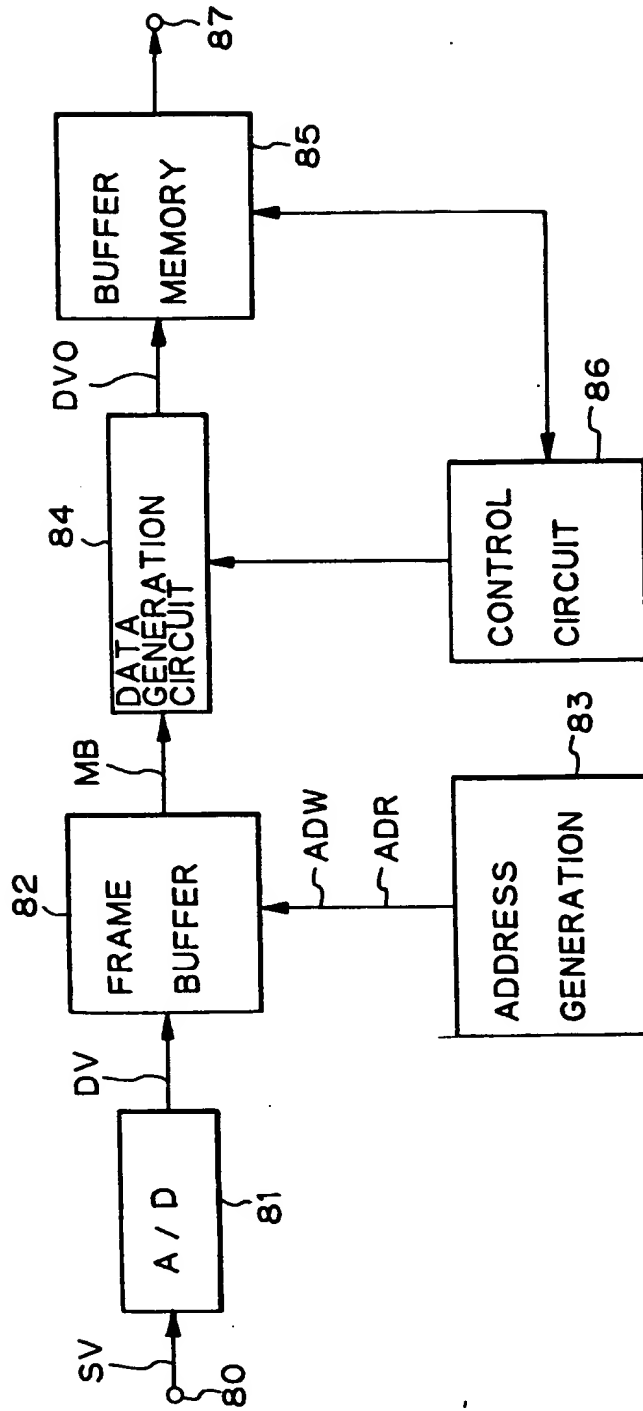 80
SV
A/D
81
DV
82
FRAME
BUFFER
MB
84
DATA
GENERATION
CIRCUIT
DVO
BUFFER
MEMORY
85
87
ADW
ADR
ADDRESS
GENERATION
83
CONTROL
CIRCUIT
86